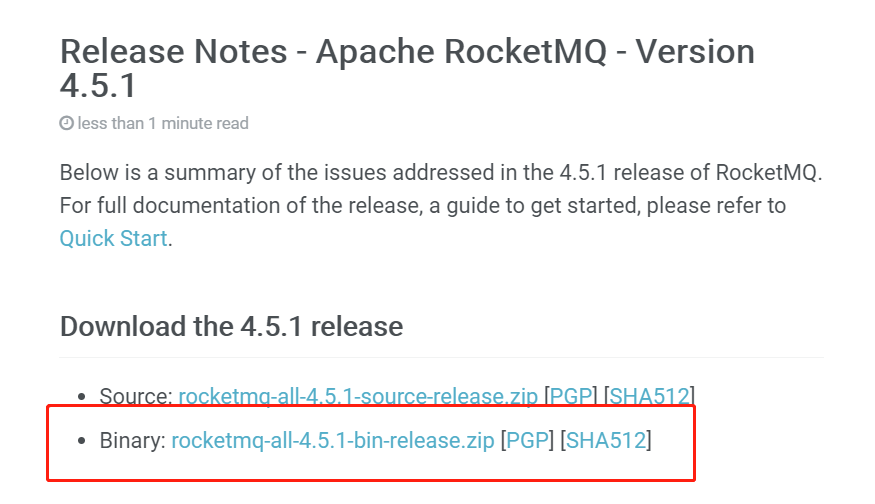 Release Notes - Apache RocketMQ - Version
4.5.1
less than 1 minute read
Below is a summary of the issues addressed in the 4.5.1 release of RocketMQ.
For full documentation of the release, a guide to get started, please refer to
Quick Start.
Download the 4.5.1 release
• Source: rocketmq-all-4.5.1-source-release.zip [PGP] [SHA512]
• Binary: rocketmq-all-4.5.1-bin-release.zip [PGP] [SHA512]